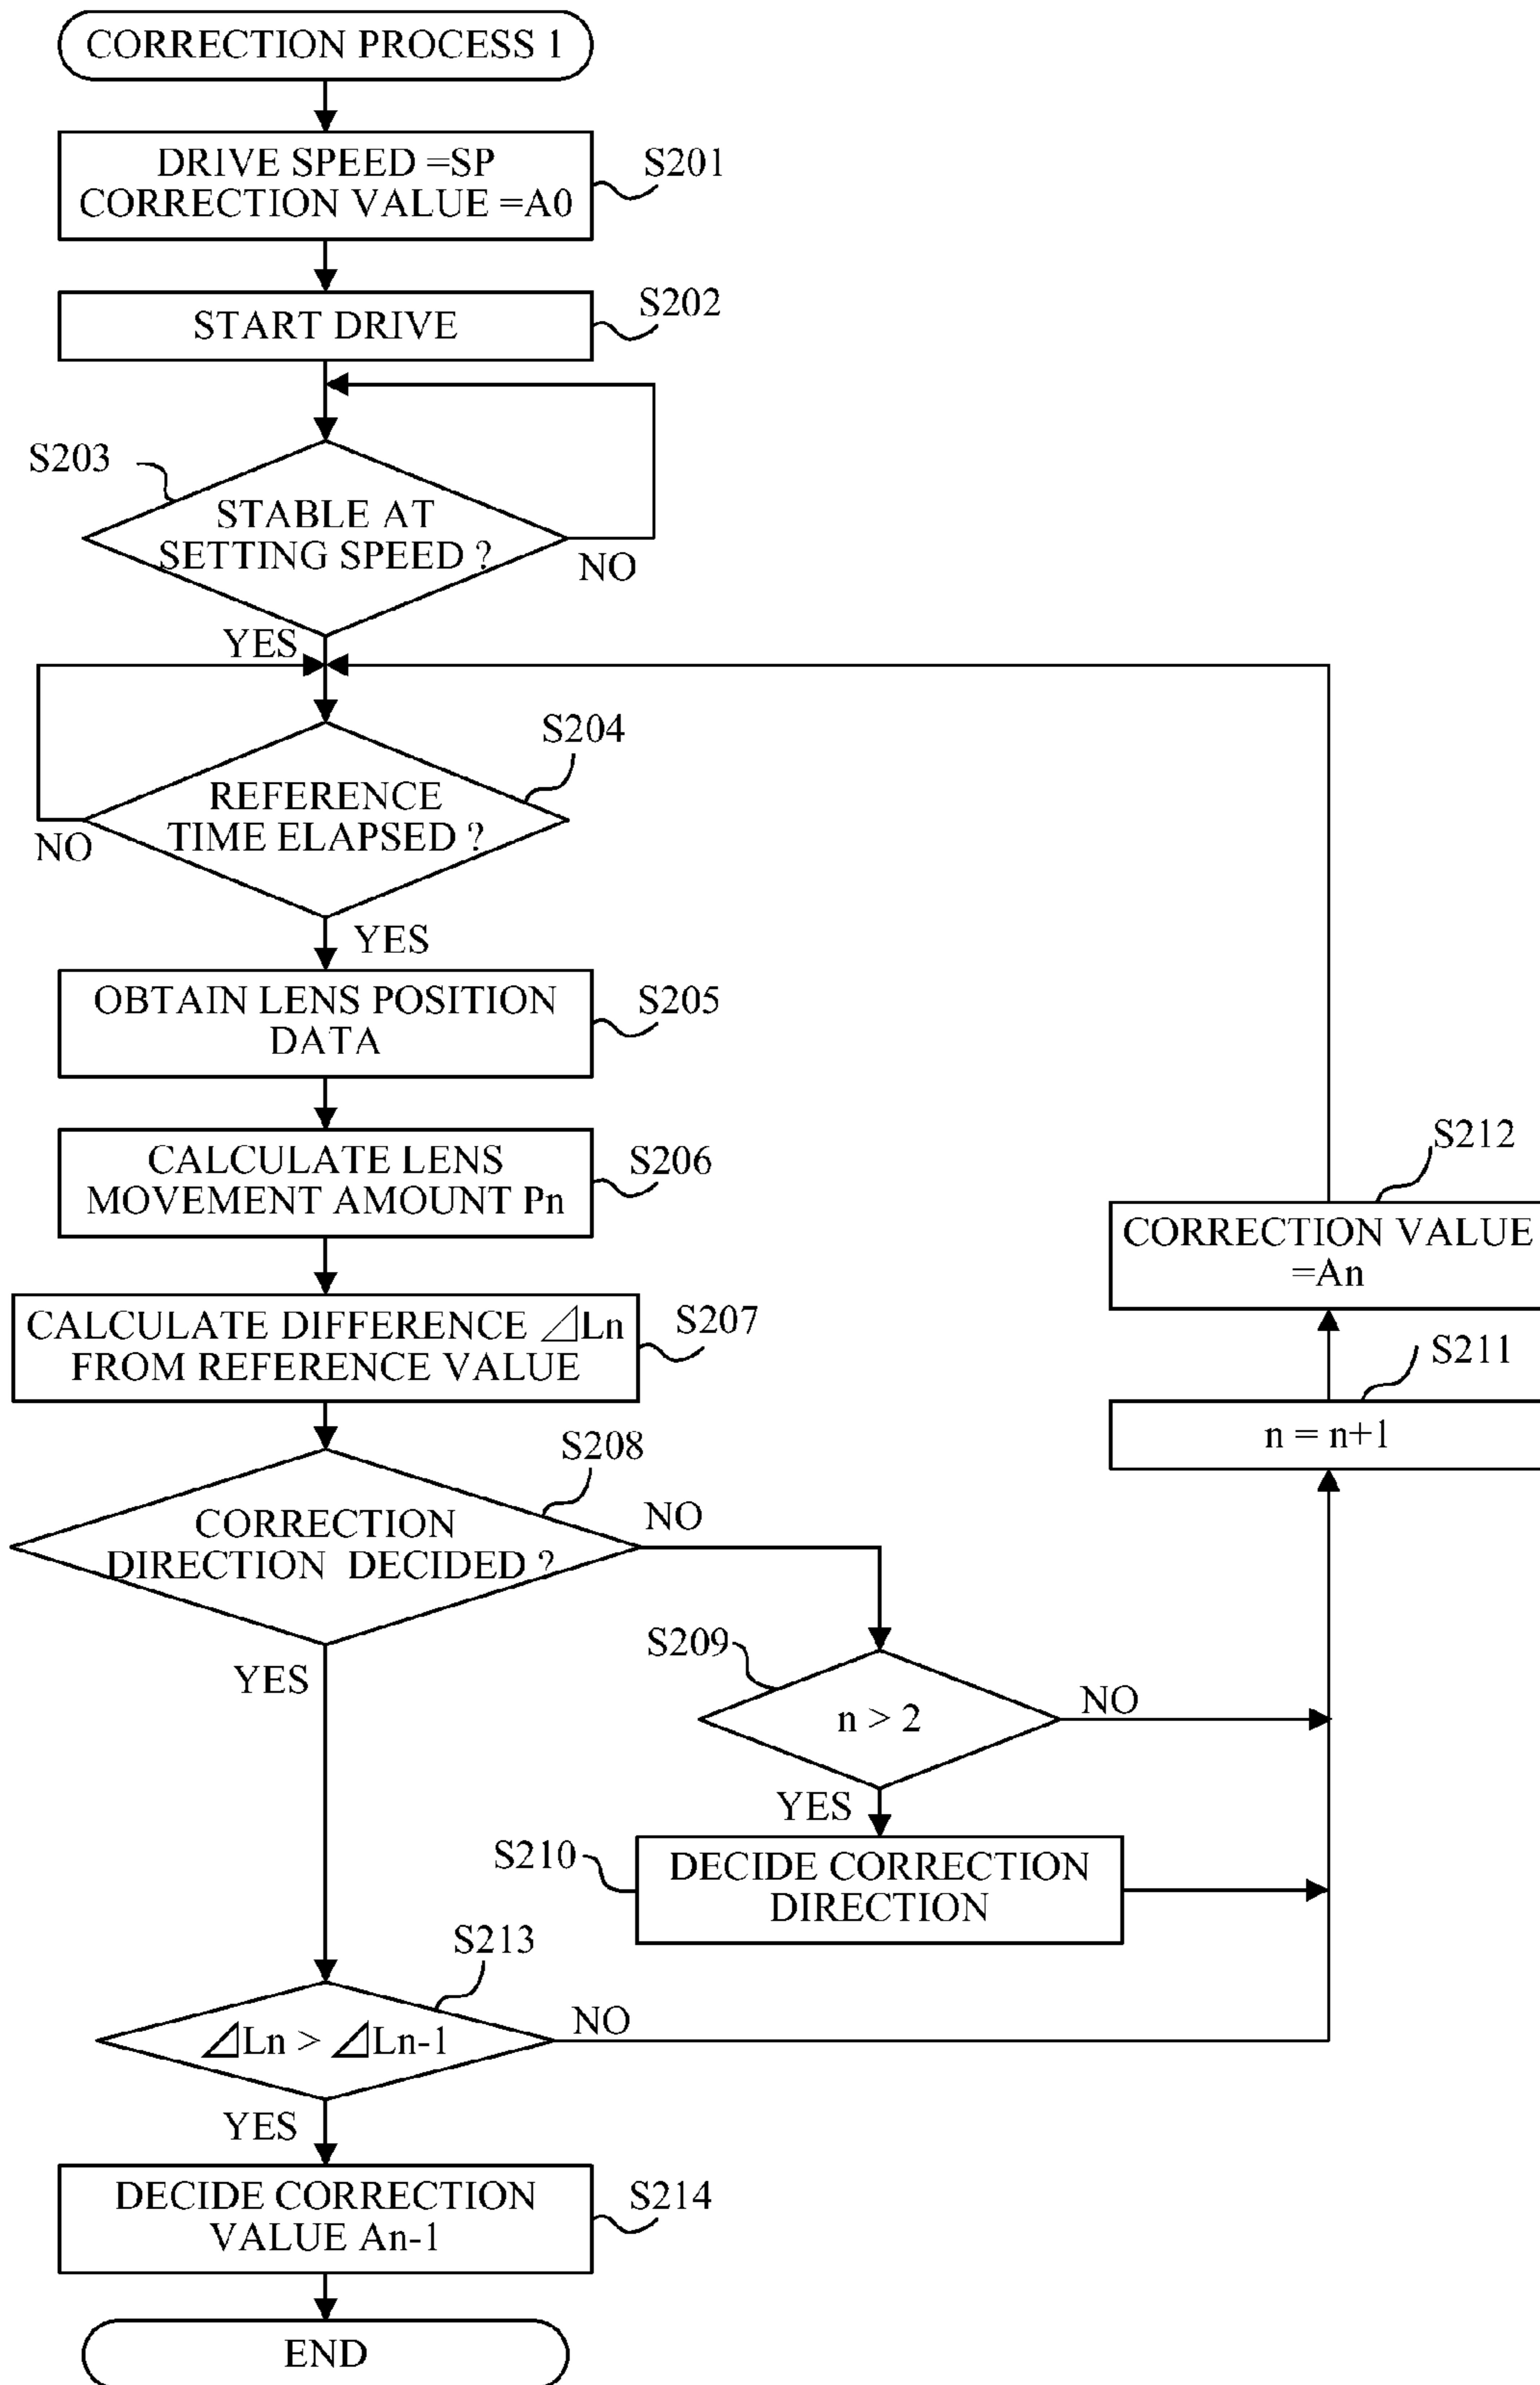 CORRECTION PROCESS 1
DRIVE SPEED =SP
CORRECTION VALUE =A0
S201
START DRIVE
S202
S203
STABLE AT
SETTING SPEED ?
NO
YES
S204
REFERENCE
TIME ELAPSED ?
NO
YES
OBTAIN LENS POSITION
DATA
S205
CALCULATE LENS
MOVEMENT AMOUNT Pn
S206
CALCULATE DIFFERENCE ⊿Ln
FROM REFERENCE VALUE
S207
S208
CORRECTION
DIRECTION DECIDED ?
NO
YES
S209
n > 2
NO
YES
S210
DECIDE CORRECTION
DIRECTION
S212
CORRECTION VALUE
=An
S211
n = n+1
S213
⊿Ln > ⊿Ln-1
NO
YES
DECIDE CORRECTION
VALUE An-1
S214
END